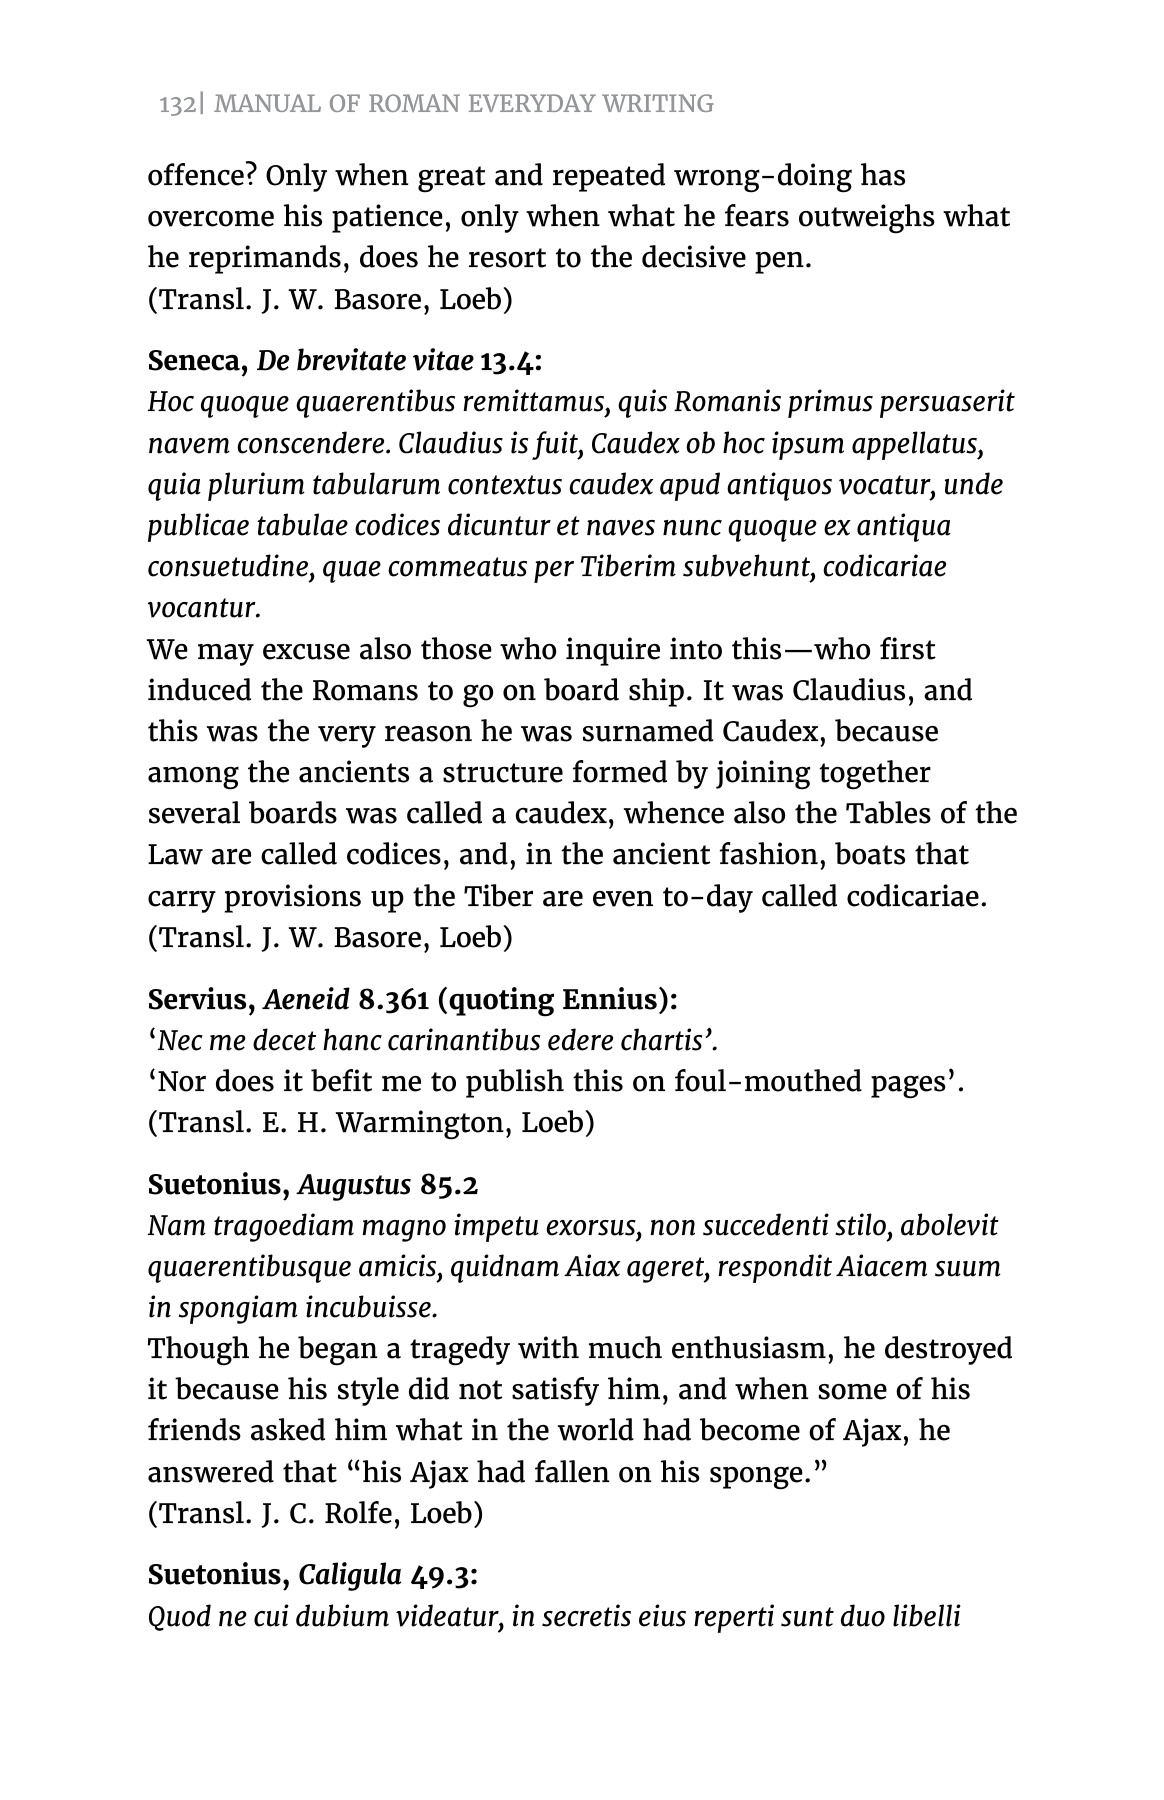 132| MANUAL OF ROMAN EVERYDAY WRITING
offence? Only when great and repeated wrong-doing has
overcome his patience, only when what he fears outweighs what
he reprimands, does he resort to the decisive pen.
(Transl. J. W. Basore, Loeb)
Seneca, De brevitate vitae 13.4:
Hoc quoque quaerentibus remittamus, quis Romanis primus persuaserit
navem conscendere. Claudius is fuit, Caudex ob hoc ipsum appellatus,
quia plurium tabularum contextus caudex apud antiquos vocatur, unde
publicae tabulae codices dicuntur et naves nunc quoque ex antiqua
consuetudine, quae commeatus per Tiberim subvehunt, codicariae
vocantur.
We may excuse also those who inquire into this—who first
induced the Romans to go on board ship. It was Claudius, and
this was the very reason he was surnamed Caudex, because
among the ancients a structure formed by joining together
several boards was called a caudex, whence also the Tables of the
Law are called codices, and, in the ancient fashion, boats that
carry provisions up the Tiber are even to-day called codicariae.
(Transl. J. W. Basore, Loeb)
Servius, Aeneid 8.361 (quoting Ennius):
‘Nec me decet hanc carinantibus edere chartis’.
‘Nor does it befit me to publish this on foul-mouthed pages’.
(Transl. E. H. Warmington, Loeb)
Suetonius, Augustus 85.2
Nam tragoediam magno impetu exorsus, non succedenti stilo, abolevit
quaerentibusque amicis, quidnam Aiax ageret, respondit Aiacem suum
in spongiam incubuisse.
Though he began a tragedy with much enthusiasm, he destroyed
it because his style did not satisfy him, and when some of his
friends asked him what in the world had become of Ajax, he
answered that “his Ajax had fallen on his sponge.”
(Transl. J. C. Rolfe, Loeb)
Suetonius, Caligula 49.3:
Quod ne cui dubium videatur, in secretis eius reperti sunt duo libelli